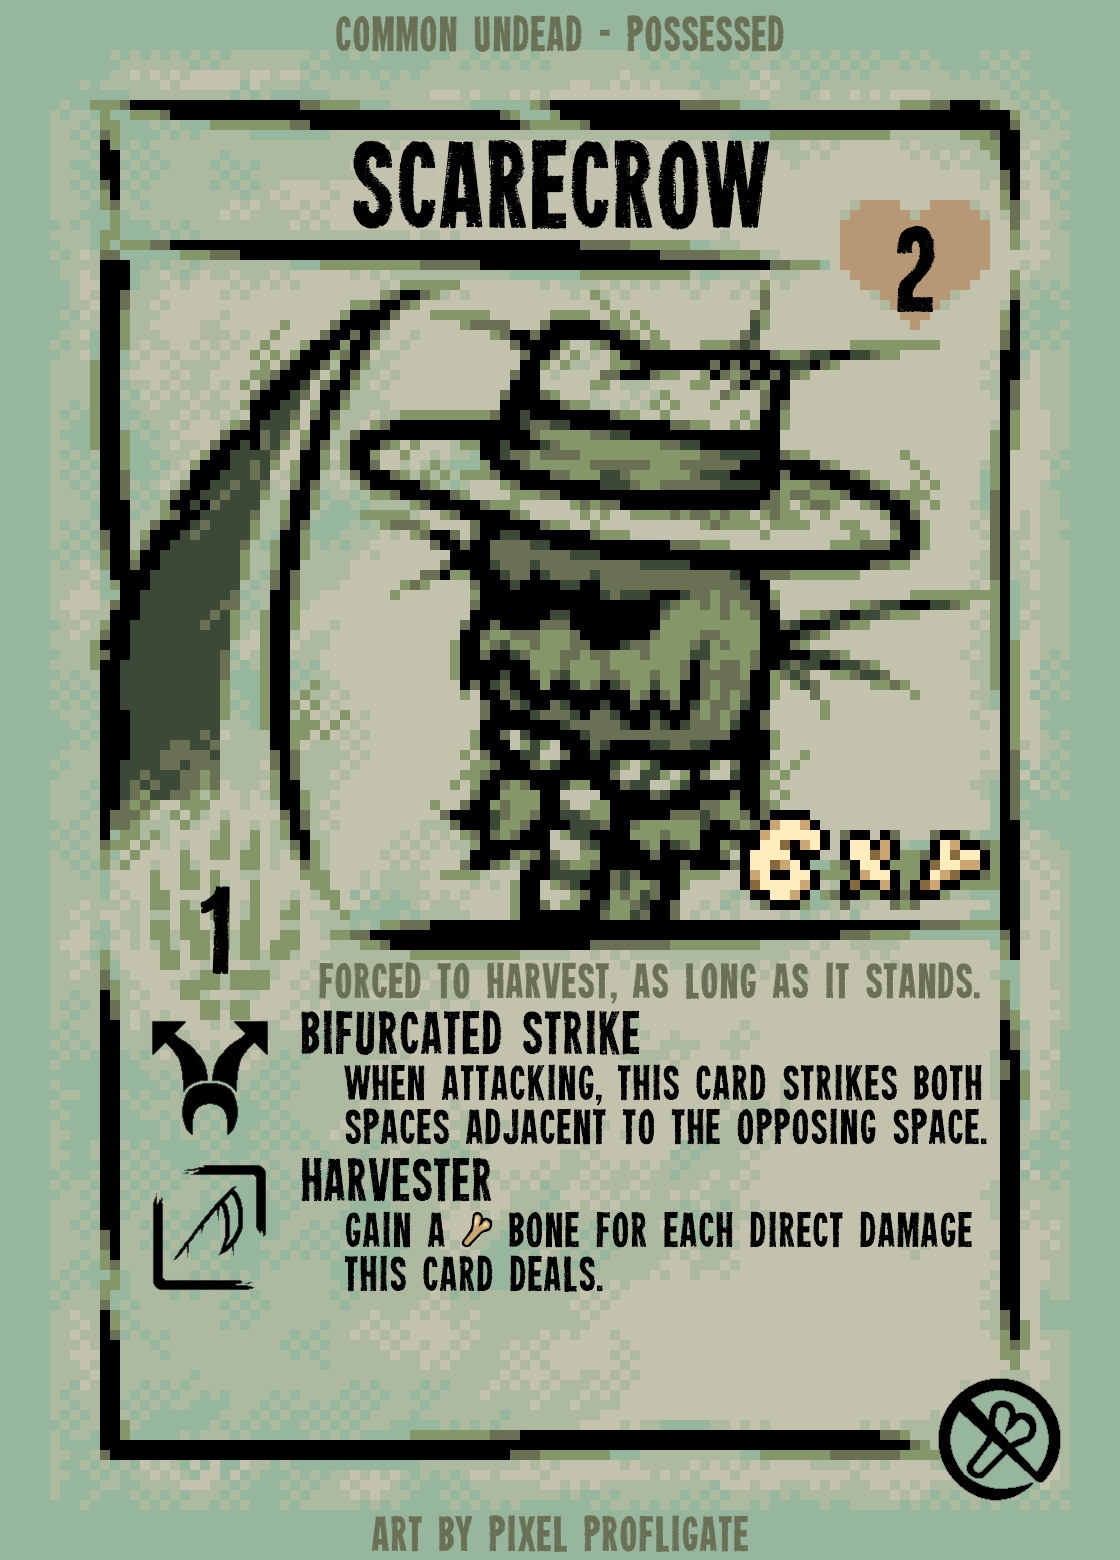 COMMON UNDEAD - POSSESSED
SCARECROW
2
6 x
1
FORCED TO HARVEST, AS LONG AS IT STANDS.
BIFURCATED STRIKE
WHEN ATTACKING, THIS CARD STRIKES BOTH
SPACES ADJACENT TO THE OPPOSING SPACE.
HARVESTER
GAIN A BONE FOR EACH DIRECT DAMAGE
THIS CARD DEALS.
ART BY PIXEL PROFLIGATE